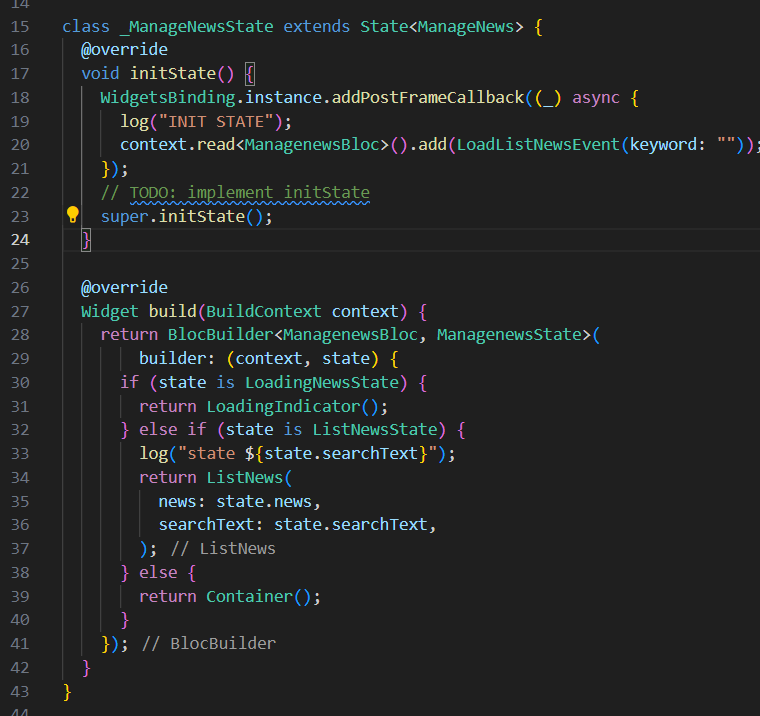 14
15 class _ManageNewsState extends State<ManageNews> {
16 @override
17 void initState() {
18 WidgetsBinding.instance.addPostFrameCallback((_) async {
19 log("INIT STATE");
20 context.read<ManagenewsBloc>().add(LoadListNewsEvent(keyword: ""));
21 });
22 // TODO: implement initState
23 super.initState();
24 }
25
26 @override
27 Widget build(BuildContext context) {
28 return BlocBuilder<ManagenewsBloc, ManagenewsState>(
29 builder: (context, state) {
30 if (state is LoadingNewsState) {
31 return LoadingIndicator();
32 } else if (state is ListNewsState) {
33 log("state ${state.searchText}");
34 return ListNews(
35 news: state.news,
36 searchText: state.searchText,
37 ); // ListNews
38 } else {
39 return Container();
40 }
41 }); // BlocBuilder
42 }
43 }
44